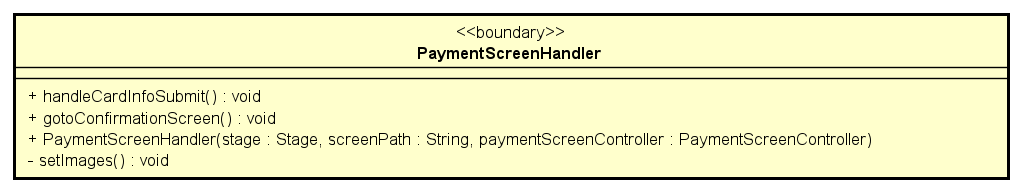 <<boundary>>
PaymentScreenHandler
+ handleCardInfoSubmit() : void
+ gotoConfirmationScreen() : void
+ PaymentScreenHandler(stage : Stage, screenPath : String, paymentScreenController : PaymentScreenController)
- setImages() : void